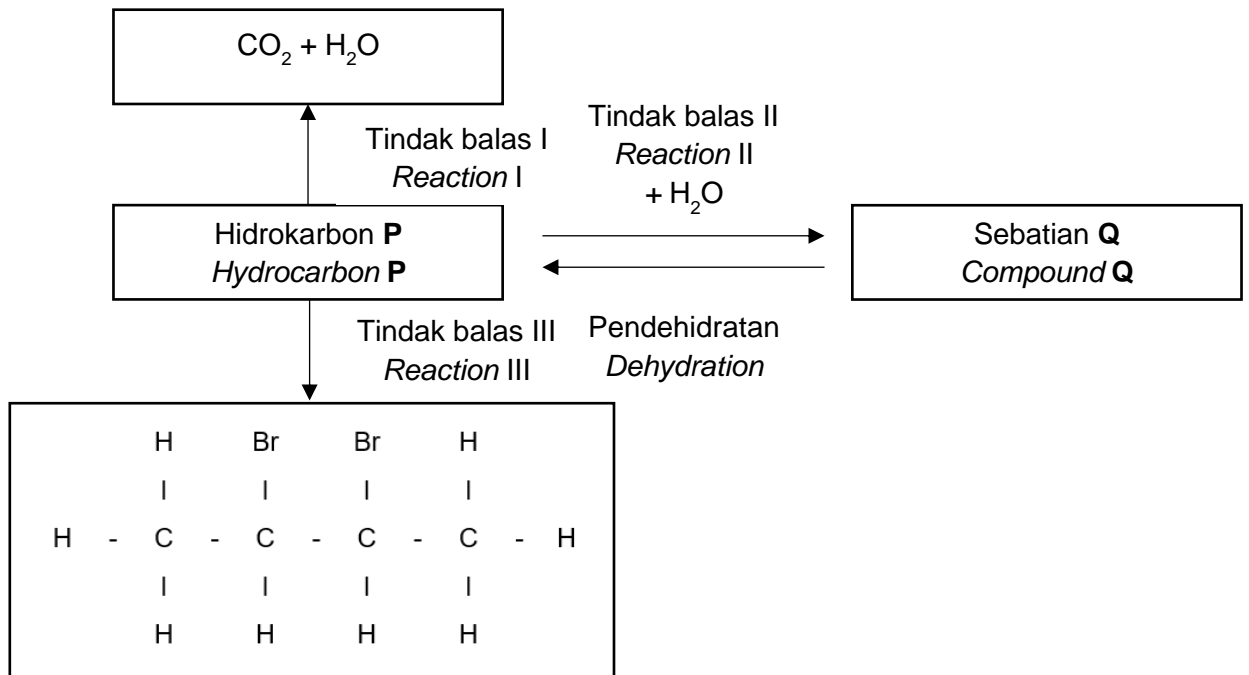 CO₂ + H₂O
Tindak balas I
Reaction I
Tindak balas II
Reaction II
+ H₂O
Hidrokarbon P
Hydrocarbon P
Sebatian Q
Compound Q
Tindak balas III
Reaction III
Pendehidratan
Dehydration
H Br Br H
I I I I
H - C - C - C - C - H
I I I I
H H H H